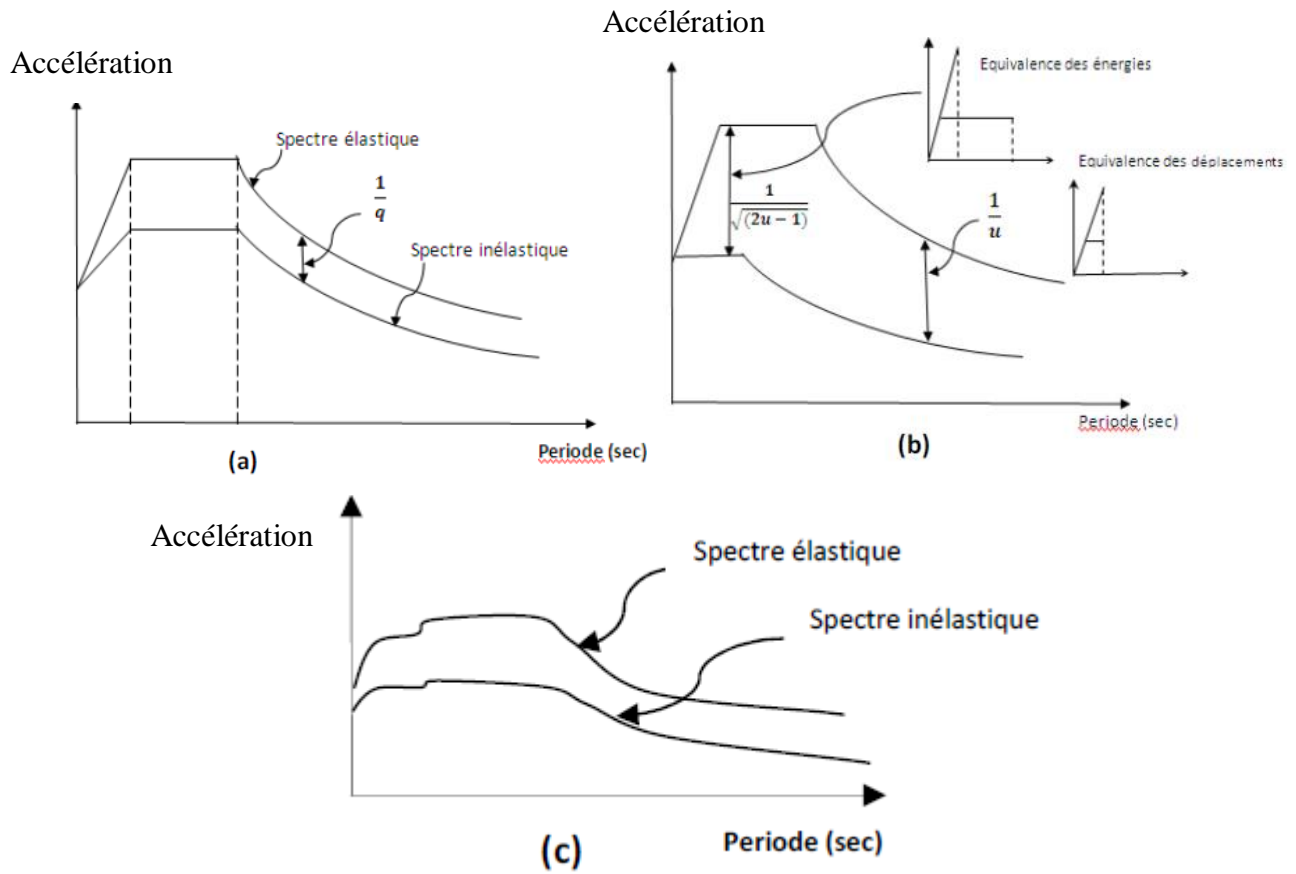 Accélération
Accélération
Spectre élastique
1
q
Spectre inélastique
Periode (sec)
(a)
Equivalence des énergies
Equivalence des déplacements
1
√(2u − 1)
1
u
Periode (sec)
(b)
Accélération
Spectre élastique
Spectre inélastique
Periode (sec)
(c)